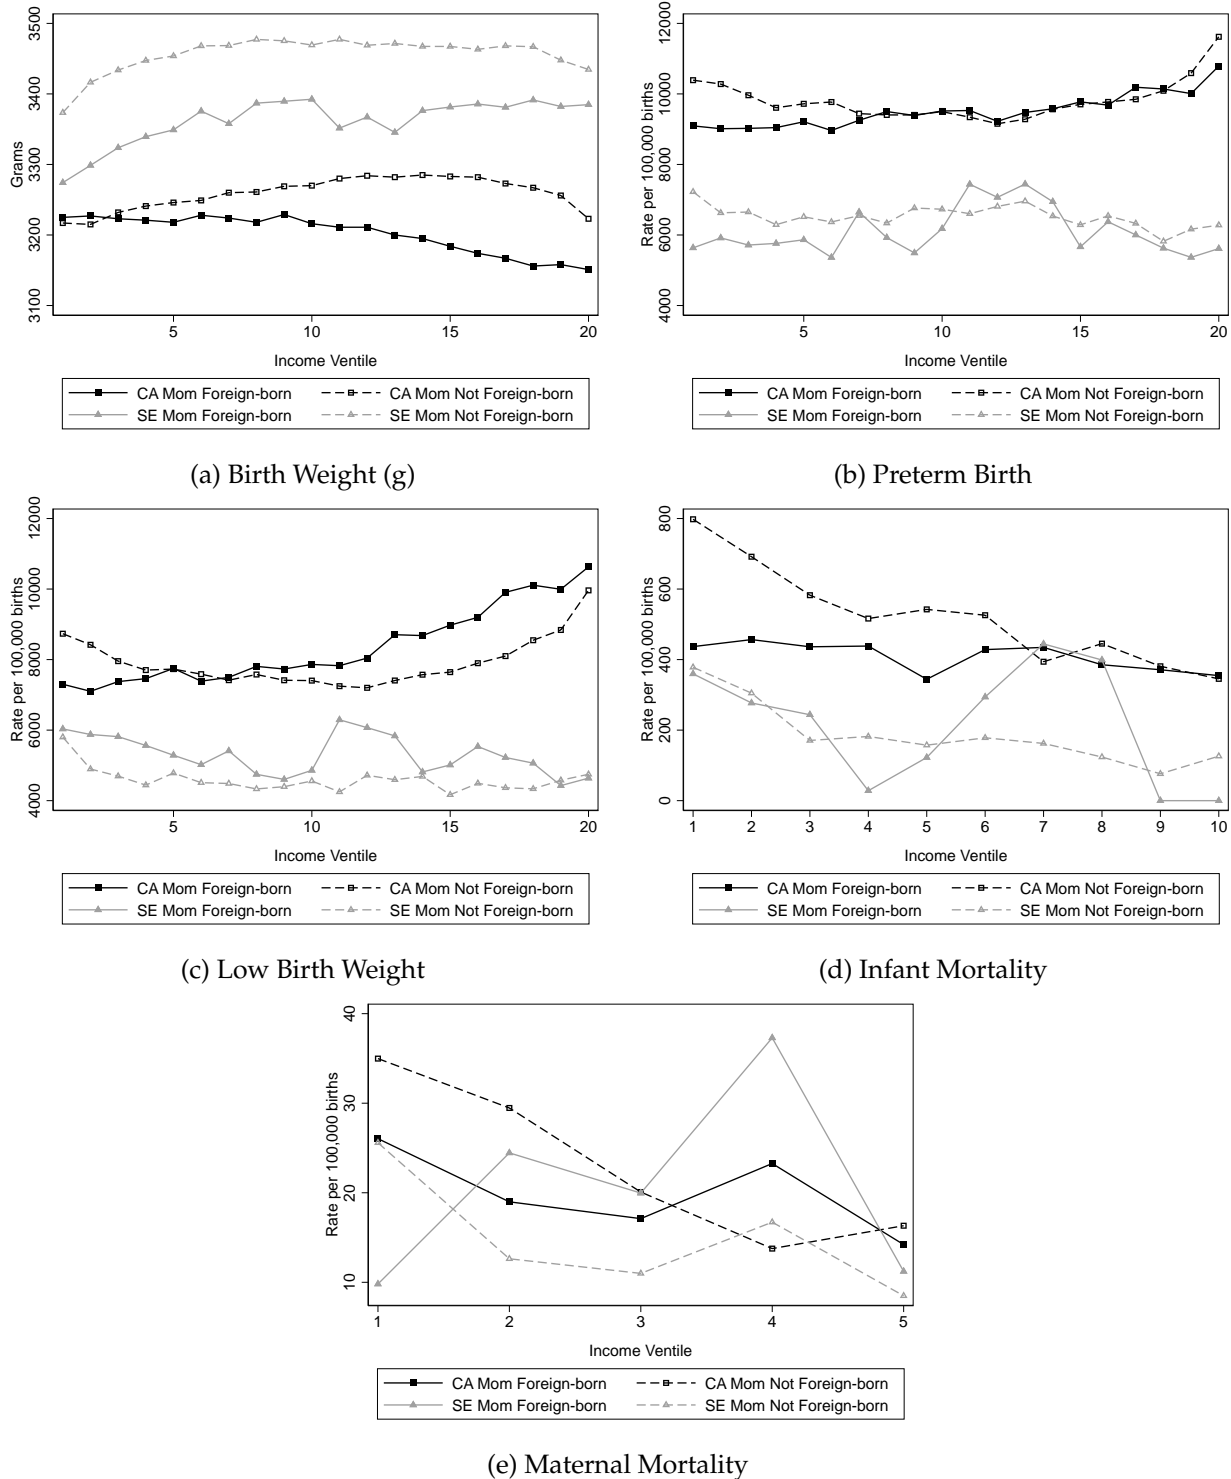 3500
3400
3300
3200
3100
Grams
5
10
15
20
Income Ventile
CA Mom Foreign-born
CA Mom Not Foreign-born
SE Mom Foreign-born
SE Mom Not Foreign-born
(a) Birth Weight (g)
12000
10000
8000
6000
4000
Rate per 100,000 births
5
10
15
20
Income Ventile
CA Mom Foreign-born
CA Mom Not Foreign-born
SE Mom Foreign-born
SE Mom Not Foreign-born
(b) Preterm Birth
12000
10000
8000
6000
4000
Rate per 100,000 births
5
10
15
20
Income Ventile
CA Mom Foreign-born
CA Mom Not Foreign-born
SE Mom Foreign-born
SE Mom Not Foreign-born
(c) Low Birth Weight
800
600
400
200
0
Rate per 100,000 births
1 2 3 4 5 6 7 8 9 10
Income Ventile
CA Mom Foreign-born
CA Mom Not Foreign-born
SE Mom Foreign-born
SE Mom Not Foreign-born
(d) Infant Mortality
40
30
20
10
Rate per 100,000 births
1 2 3 4 5
Income Ventile
CA Mom Foreign-born
CA Mom Not Foreign-born
SE Mom Foreign-born
SE Mom Not Foreign-born
(e) Maternal Mortality